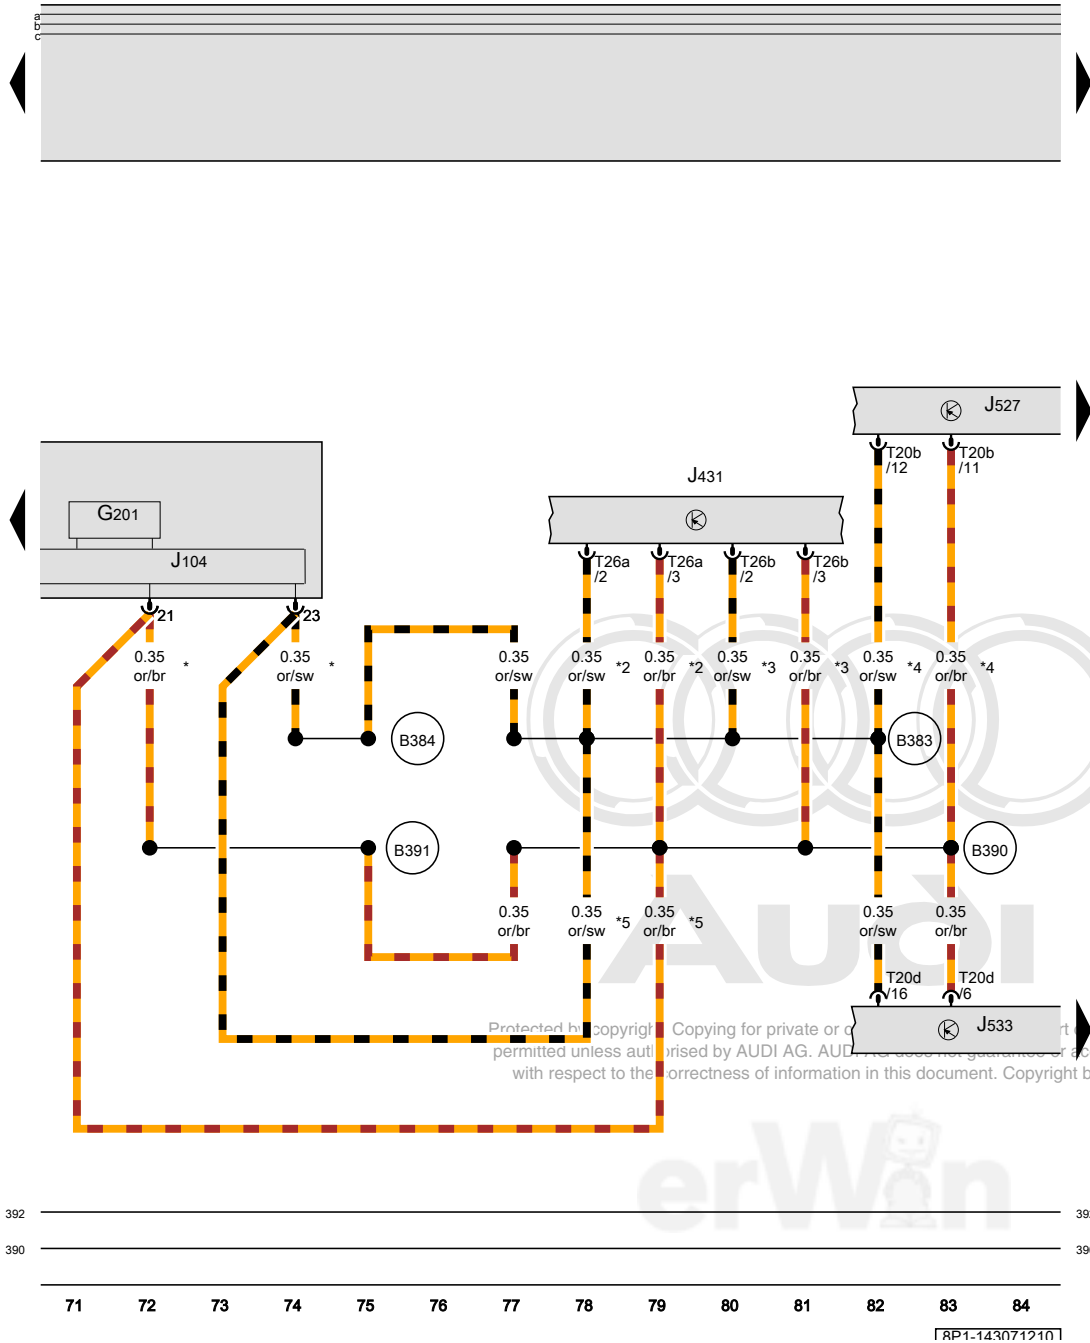 a
b
c
J527
T20b
/12
T20b
/11
J431
G201
J104
T26a
/2
T26a
/3
T26b
/2
T26b
/3
21
23
0.35
or/br
*
0.35
or/sw
*
0.35
or/sw
0.35
or/sw
*2
0.35
or/br
*2
0.35
or/sw
*3
0.35
or/br
*3
0.35
or/sw
*4
0.35
or/br
*4
B384
B383
B391
B390
0.35
or/br
0.35
or/sw
*5
0.35
or/br
*5
0.35
or/sw
0.35
or/br
Audi
T20d
/16
T20d
/6
J533
Protected by copyright. Copying for private or
permitted unless authorised by AUDI AG. AUDI AG does not guarantee or
with respect to the correctness of information in this document. Copyright
erWin
392
390
71 72 73 74 75 76 77 78 79 80 81 82 83 84
8P1-143071210